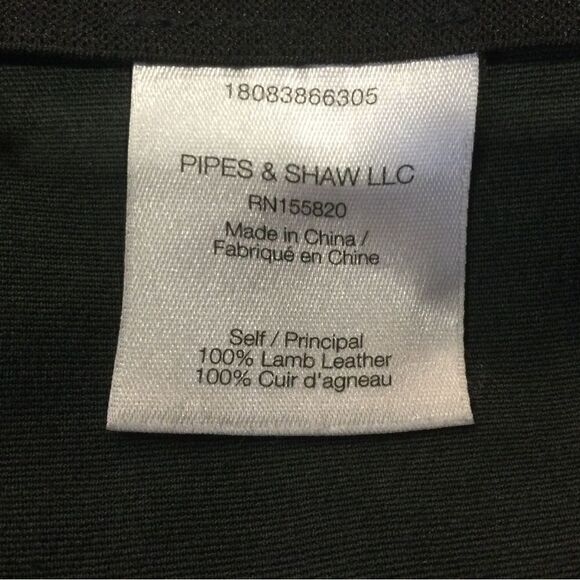 18083866305
PIPES & SHAW LLC
RN155820
Made in China /
Fabriqué en Chine
Self / Principal
100% Lamb Leather
100% Cuir d'agneau